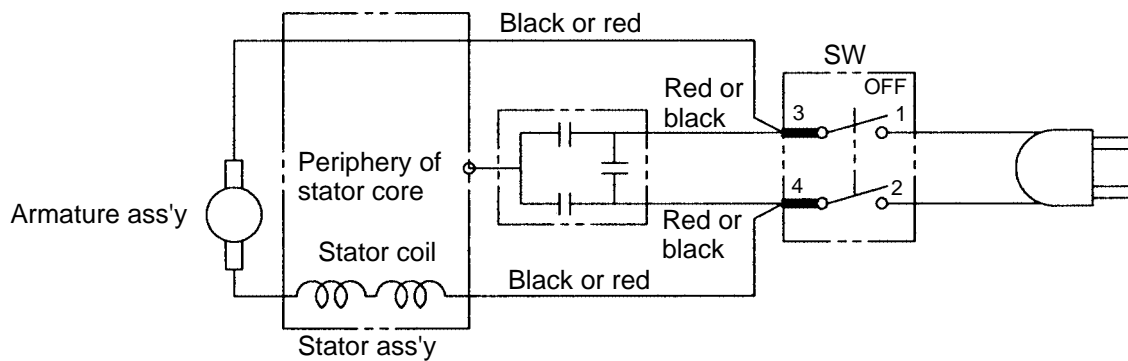 Black or red
SW
OFF
Red or
black
3
1
Periphery of
stator core
4
2
Armature ass'y
Red or
black
Stator coil
Black or red
Stator ass'y